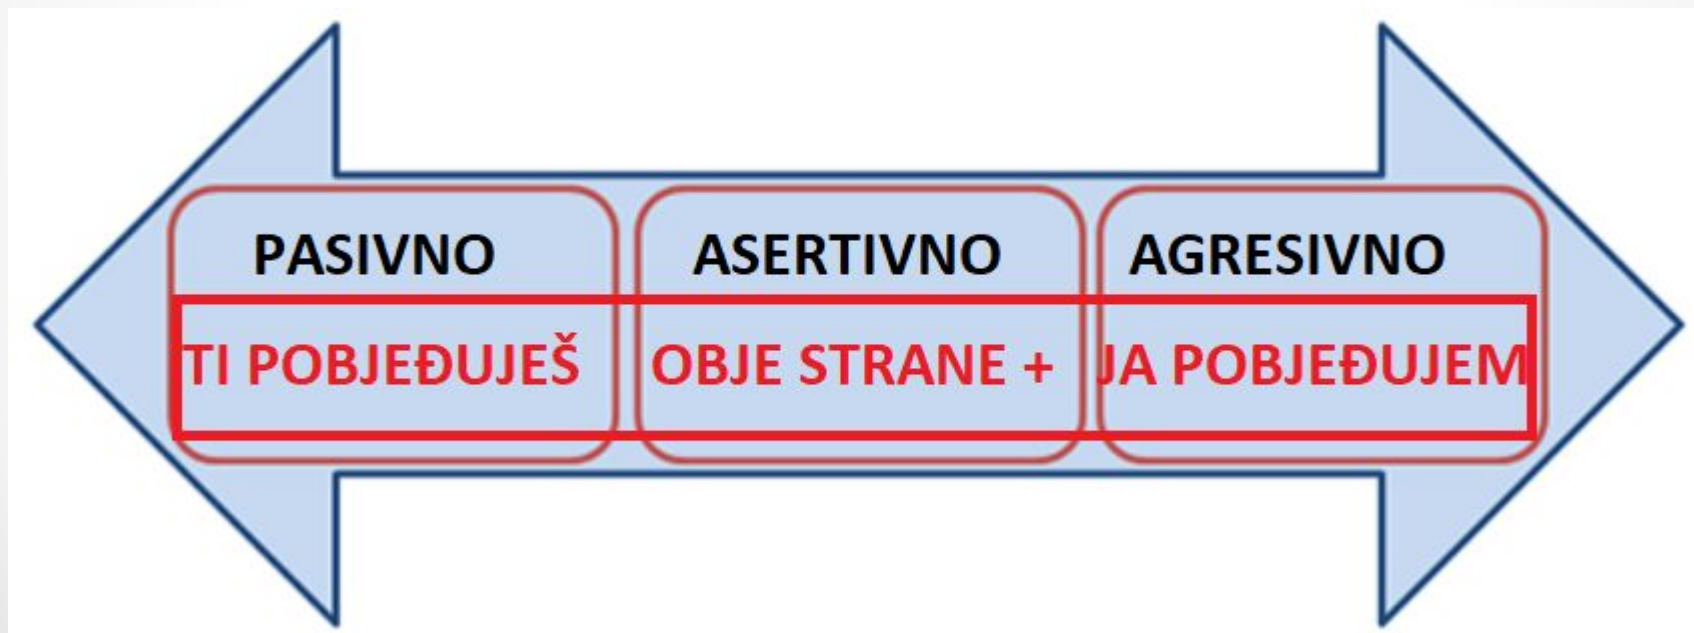 PASIVNO ASERTIVNO AGRESIVNO
TI POBJEĐUJEŠ OBJE STRANE + JA POBJEĐUJEM